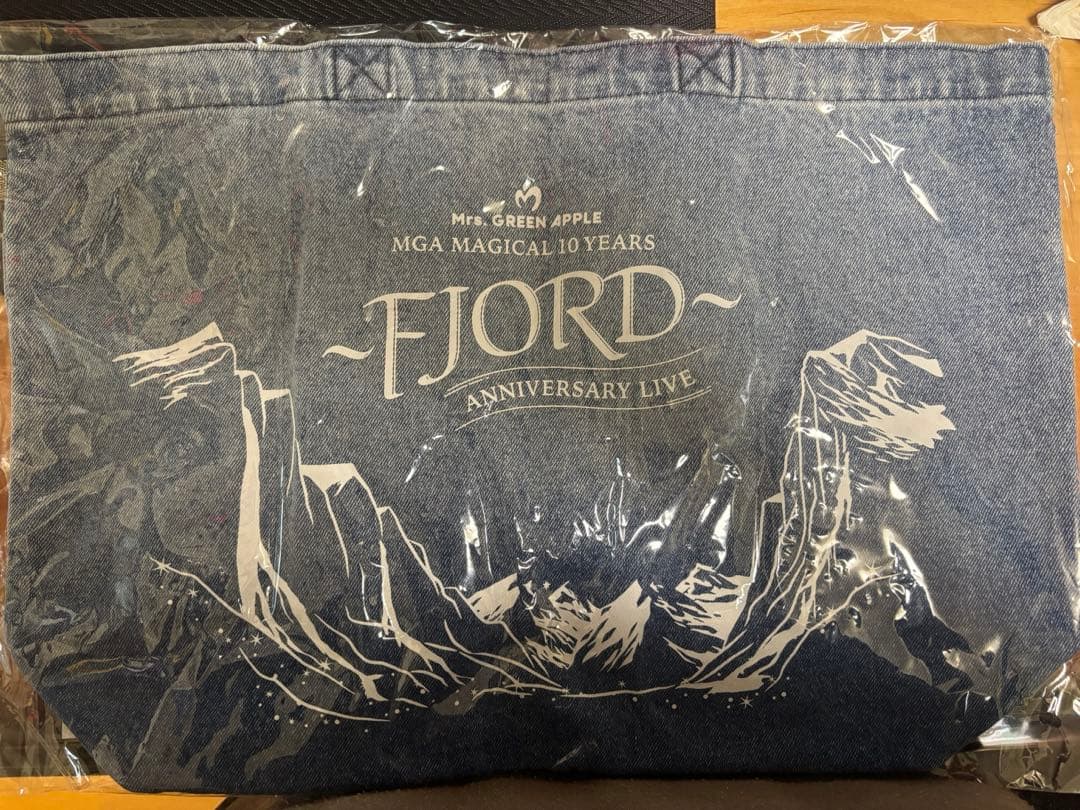 Mrs. GREEN APPLE
MGA MAGICAL 10 YEARS
~FJORD~
ANNIVERSARY LIVE